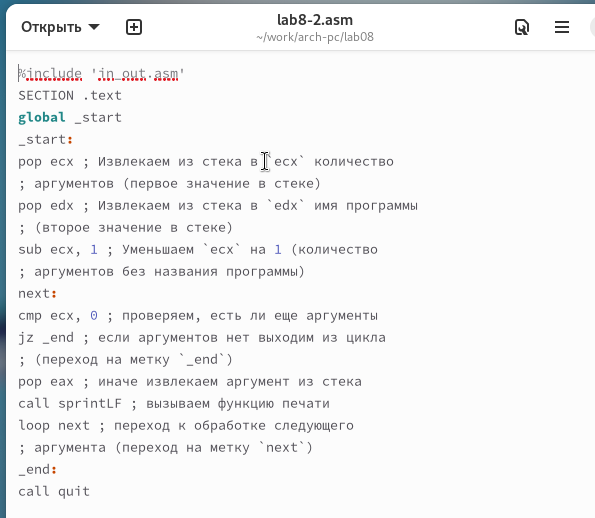 Открыть
lab8-2.asm
~/work/arch-pc/lab08
%include 'in_out.asm'
SECTION .text
global _start
_start:
pop ecx ; Извлекаем из стека в `ecx` количество
; аргументов (первое значение в стеке)
pop edx ; Извлекаем из стека в `edx` имя программы
; (второе значение в стеке)
sub ecx, 1 ; Уменьшаем `ecx` на 1 (количество
; аргументов без названия программы)
next:
cmp ecx, 0 ; проверяем, есть ли еще аргументы
jz _end ; если аргументов нет выходим из цикла
; (переход на метку `_end`)
pop eax ; иначе извлекаем аргумент из стека
call sprintLF ; вызываем функцию печати
loop next ; переход к обработке следующего
; аргумента (переход на метку `next`)
_end:
call quit